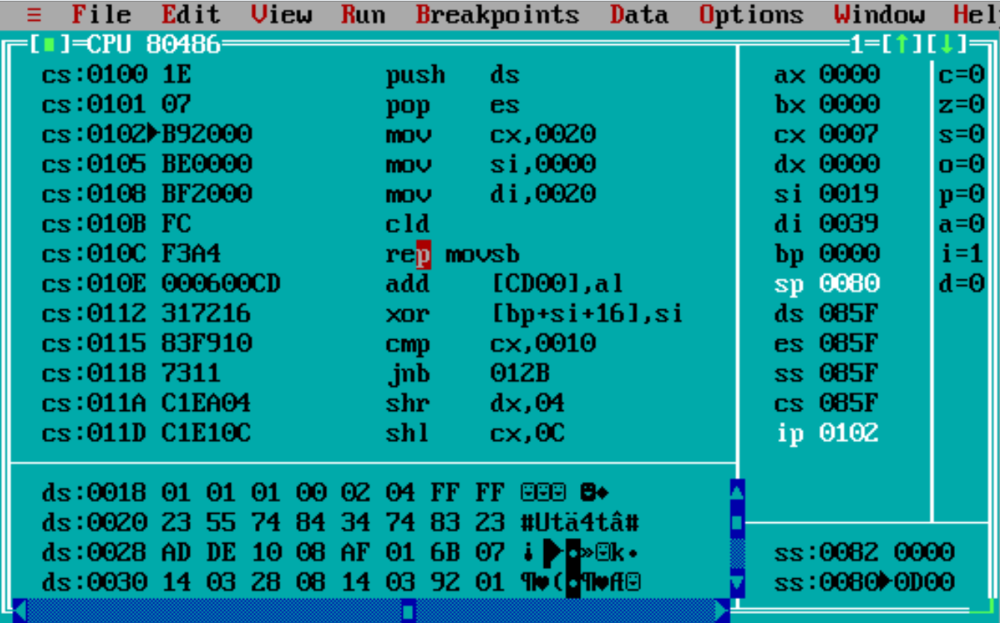 ≡ File Edit View Run Breakpoints Data Options Window Hel
[■]=CPU 80486 1=[↑][↓]
cs:0100 1E push ds ax 0000 c=0
cs:0101 07 pop es bx 0000 z=0
cs:0102►B92000 mov cx,0020 cx 0007 s=0
cs:0105 BE0000 mov si,0000 dx 0000 o=0
cs:0108 BF2000 mov di,0020 si 0019 p=0
cs:010B FC cld di 0039 a=0
cs:010C F3A4 rep movsb bp 0000 i=1
cs:010E 000600CD add [CD00],al sp 0080 d=0
cs:0112 317216 xor [bp+si+16],si ds 085F
cs:0115 83F910 cmp cx,0010 es 085F
cs:0118 7311 jnb 012B ss 085F
cs:011A C1EA04 shr dx,04 cs 085F
cs:011D C1E10C shl cx,0C ip 0102
ds:0018 01 01 01 00 02 04 FF FF ☺☺☺ ☻♦
ds:0020 23 55 74 84 34 74 83 23 #Utä4tâ#
ds:0028 AD DE 10 08 AF 01 6B 07 ¡▐►◘»☺k•
ds:0030 14 03 28 08 14 03 92 01 ¶♥(◘¶♥Æ☺
ss:0082 0000
ss:0080►0D00